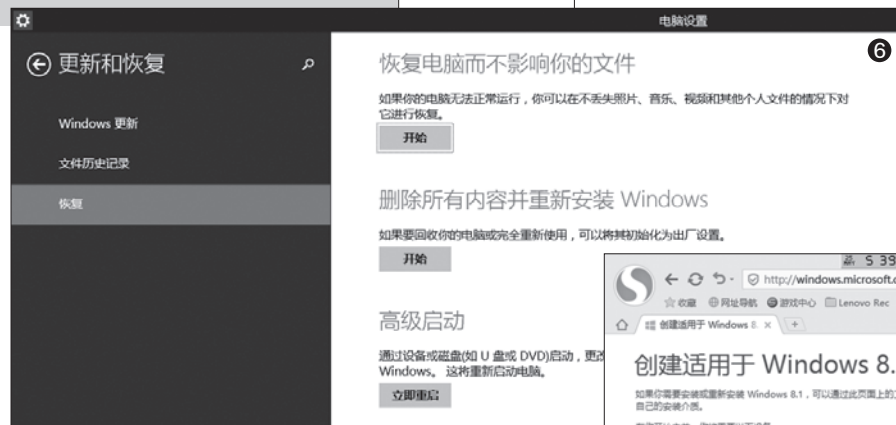 电脑设置
6
更新和恢复
Windows 更新
文件历史记录
恢复
恢复电脑而不影响你的文件
如果你的电脑无法正常运行，你可以在不丢失照片、音乐、视频和其他个人文件的情况下对
它进行恢复。
开始
删除所有内容并重新安装 Windows
如果要回收你的电脑或完全重新使用，可以将其初始化为出厂设置。
开始
高级启动
通过设备或磁盘(如 U 盘或 DVD)启动，更改
Windows。 这将重新启动电脑。
立即重启
S 39
http://windows.microsoft.c
收藏 网址导航 游戏中心 Lenovo Rec
创建适用于 Windows 8. × +
创建适用于 Windows 8.
如果你需要安装或重新安装 Windows 8.1，可以通过此页面上的
自己的安装介质。